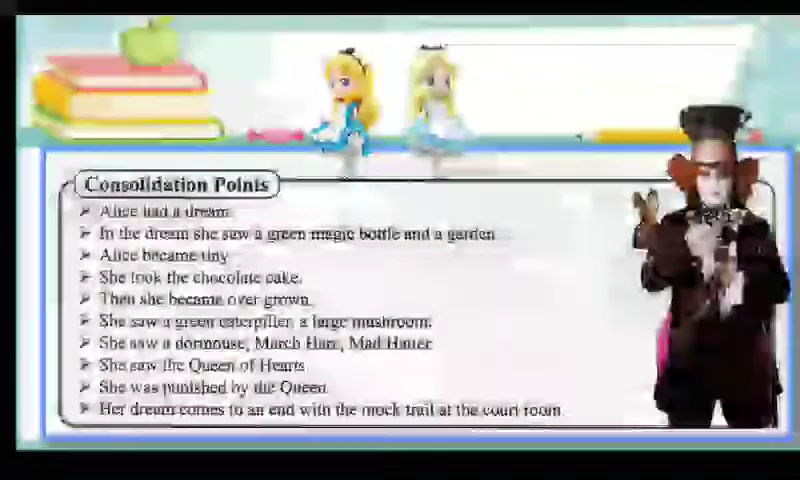 Consolidation Points
➢ Alice had a dream.
➢ In the dream she saw a green magic bottle and a garden.
➢ Alice became tiny
➢ She took the chocolate cake.
➢ Then she became over grown.
➢ She saw a green caterpiller, a large mushroom.
➢ She saw a dormouse, March Hare, Mad Hatter
➢ She saw the Queen of Hearts
➢ She was punished by the Queen
➢ Her dream comes to an end with the mock trail at the court room